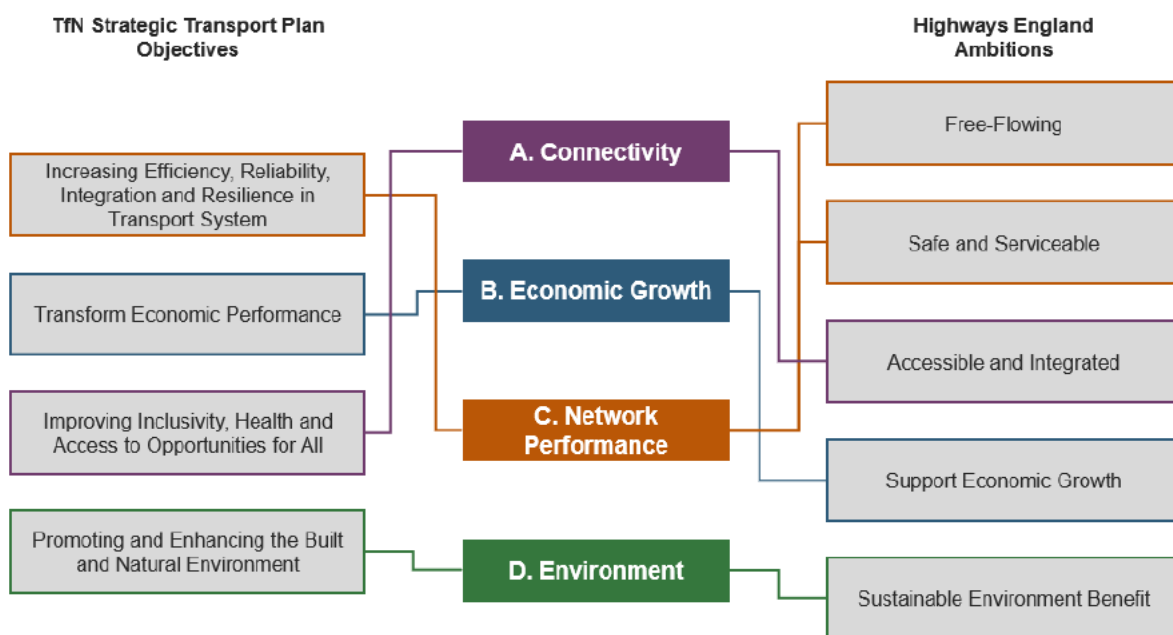 TfN Strategic Transport Plan
Objectives
Increasing Efficiency, Reliability,
Integration and Resilience in
Transport System
Transform Economic Performance
Improving Inclusivity, Health and
Access to Opportunities for All
Promoting and Enhancing the Built
and Natural Environment
A. Connectivity
B. Economic Growth
C. Network
Performance
D. Environment
Highways England
Ambitions
Free-Flowing
Safe and Serviceable
Accessible and Integrated
Support Economic Growth
Sustainable Environment Benefit